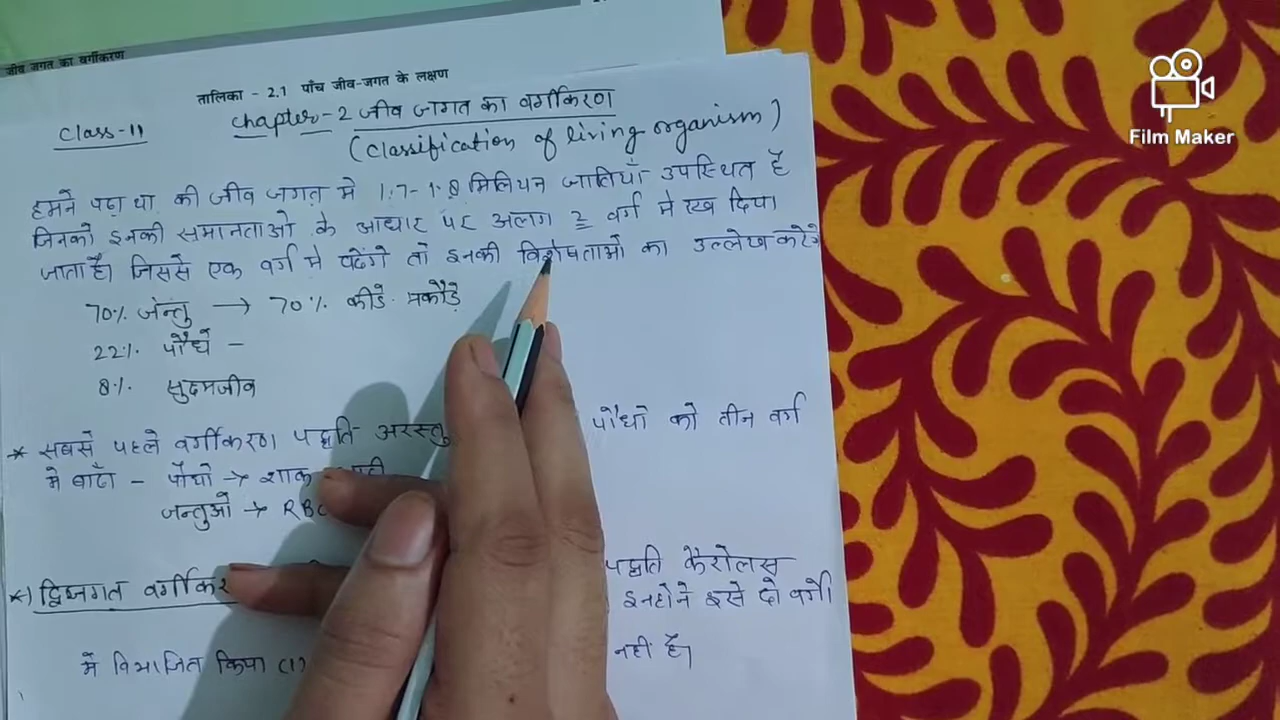 जीव जगत का वर्गीकरण
तालिका - 2.1 पाँच जीव-जगत के लक्षण
Class-11 Chapter-2 जीव जगत का वर्गीकरण
(Classification of living organism)
हमने पढ़ा था की जीव जगत मे 1.7-1.8 मिलियन जातियाँ उपस्थित है
जिनको इनकी समानताओ के आधार पर अलग २ वर्ग मे रख दिया
जाता है। जिससे एक वर्ग मे पढेंगे तो इनकी विशेषताओं का उल्लेख करेंगे
70% जन्तु → 70% कीडे मकौड़े
22% पौधें -
8% सुक्ष्मजीव
* सबसे पहले वर्गीकरण पद्धति अरस्तु पौधो को तीन वर्ग
मे बाँटा - पौधो → शाक
जन्तुओ → RBC
*) द्विजगत वर्गीकर पद्धति कैरोलस
इनहोने इसे दो वर्गो
में विभाजित किया (1) नही है।
Film Maker